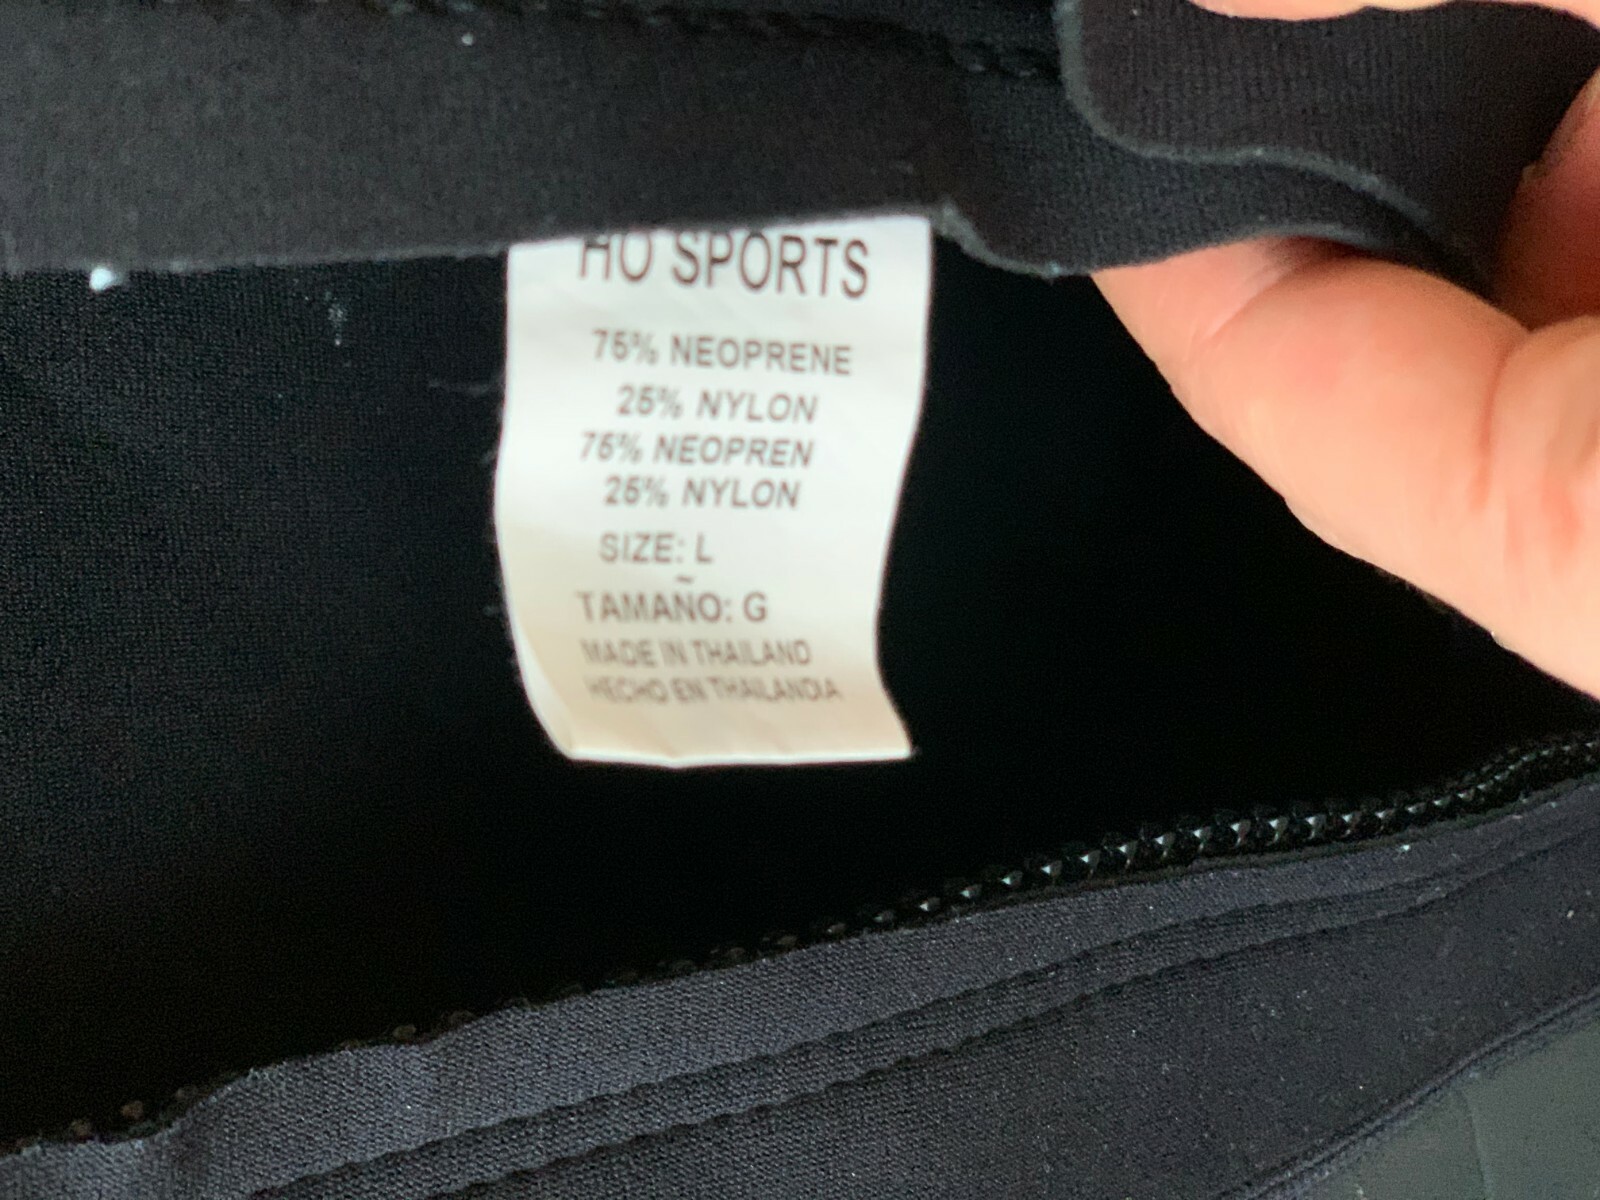 HO SPORTS
75% NEOPRENE
25% NYLON
75% NEOPREN
25% NYLON
SIZE: L
TAMAÑO: G
MADE IN THAILAND
HECHO EN THAILANDIA